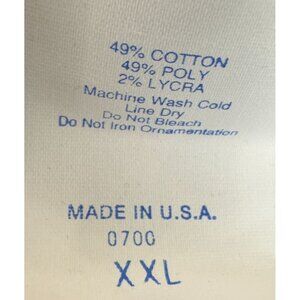 49% COTTON
49% POLY
2% LYCRA
Machine Wash Cold
Line Dry
Do Not Bleach
Do Not Iron Ornamentation
MADE IN U.S.A.
0700
XXL